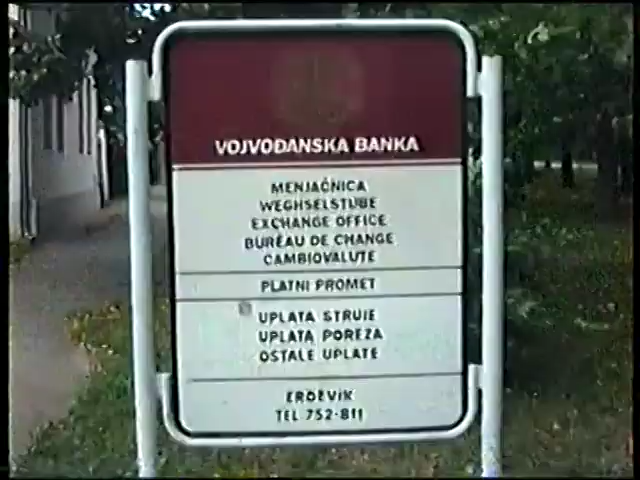 VOJVOĐANSKA BANKA
MENJAČNICA
WECHSELSTUBE
EXCHANGE OFFICE
BUREAU DE CHANGE
CAMBIOVALUTE
PLATNI PROMET
UPLATA STRUJE
UPLATA POREZA
OSTALE UPLATE
ERDEVIK
TEL 752-811